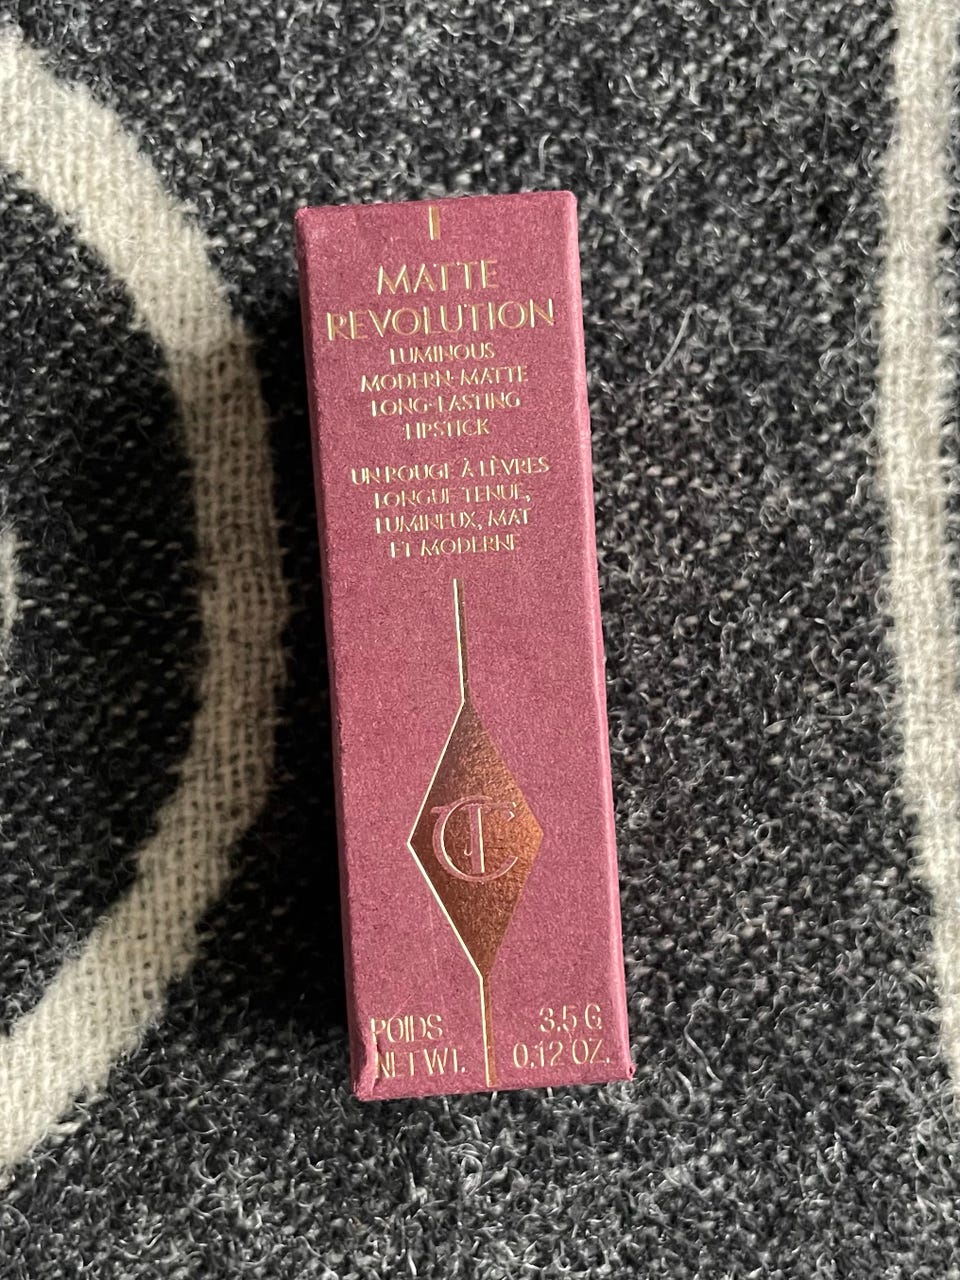 MATTE
REVOLUTION
LUMINOUS
MODERN-MATTE
LONG-LASTING
LIPSTICK
UN ROUGE À LÈVRES
LONGUE TENUE,
LUMINEUX, MAT
ET MODERNE
CT
POIDS 3.5 G
NET WT. 0.12 OZ.